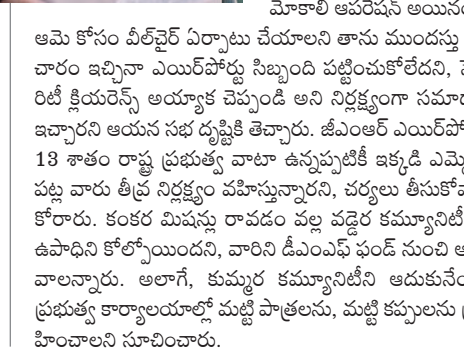 మోకాలి ఆపరేషన్ అయినం
ఆమె కోసం వీల్‌చైర్ ఏర్పాటు చేయాలని తాను ముందస్తు
చారం ఇచ్చినా ఎయిర్‌పోర్టు సిబ్బంది పట్టించుకోలేదని,
రిటీ క్లియరెన్స్ అయ్యాక చెప్పండి అని నిర్లక్ష్యంగా సమా
ఇచ్చారని ఆయన సభ దృష్టికి తెచ్చారు. జీఎంఆర్ ఎయిర్‌పో
13 శాతం రాష్ట్ర ప్రభుత్వ వాటా ఉన్నప్పటికీ ఇక్కడి ఎమ్మె
పట్ల వారు తీవ్ర నిర్లక్ష్యం వహిస్తున్నారని, చర్యలు తీసుకో
కోరారు. కంకర మిషన్లు రావడం వల్ల వడ్డెర కమ్యూనిటీ
ఉపాధిని కోల్పోయిందని, వారిని డీఎంఎఫ్ ఫండ్ నుంచి ఆ
వాలన్నారు. అలాగే, కుమ్మర కమ్యూనిటీని ఆదుకునేం
ప్రభుత్వ కార్యాలయాల్లో మట్టి పాత్రలను, మట్టి కప్పులను
హించాలని సూచించారు.